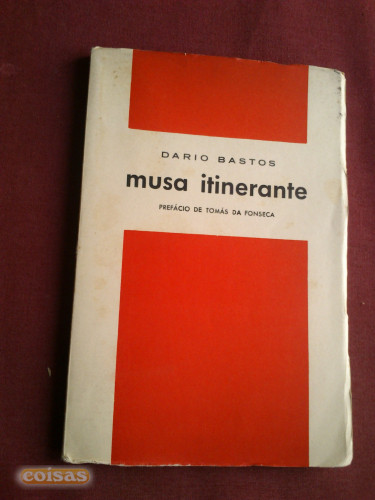 DARIO BASTOS
musa itinerante
PREFÁCIO DE TOMÁS DA FONSECA
coisas